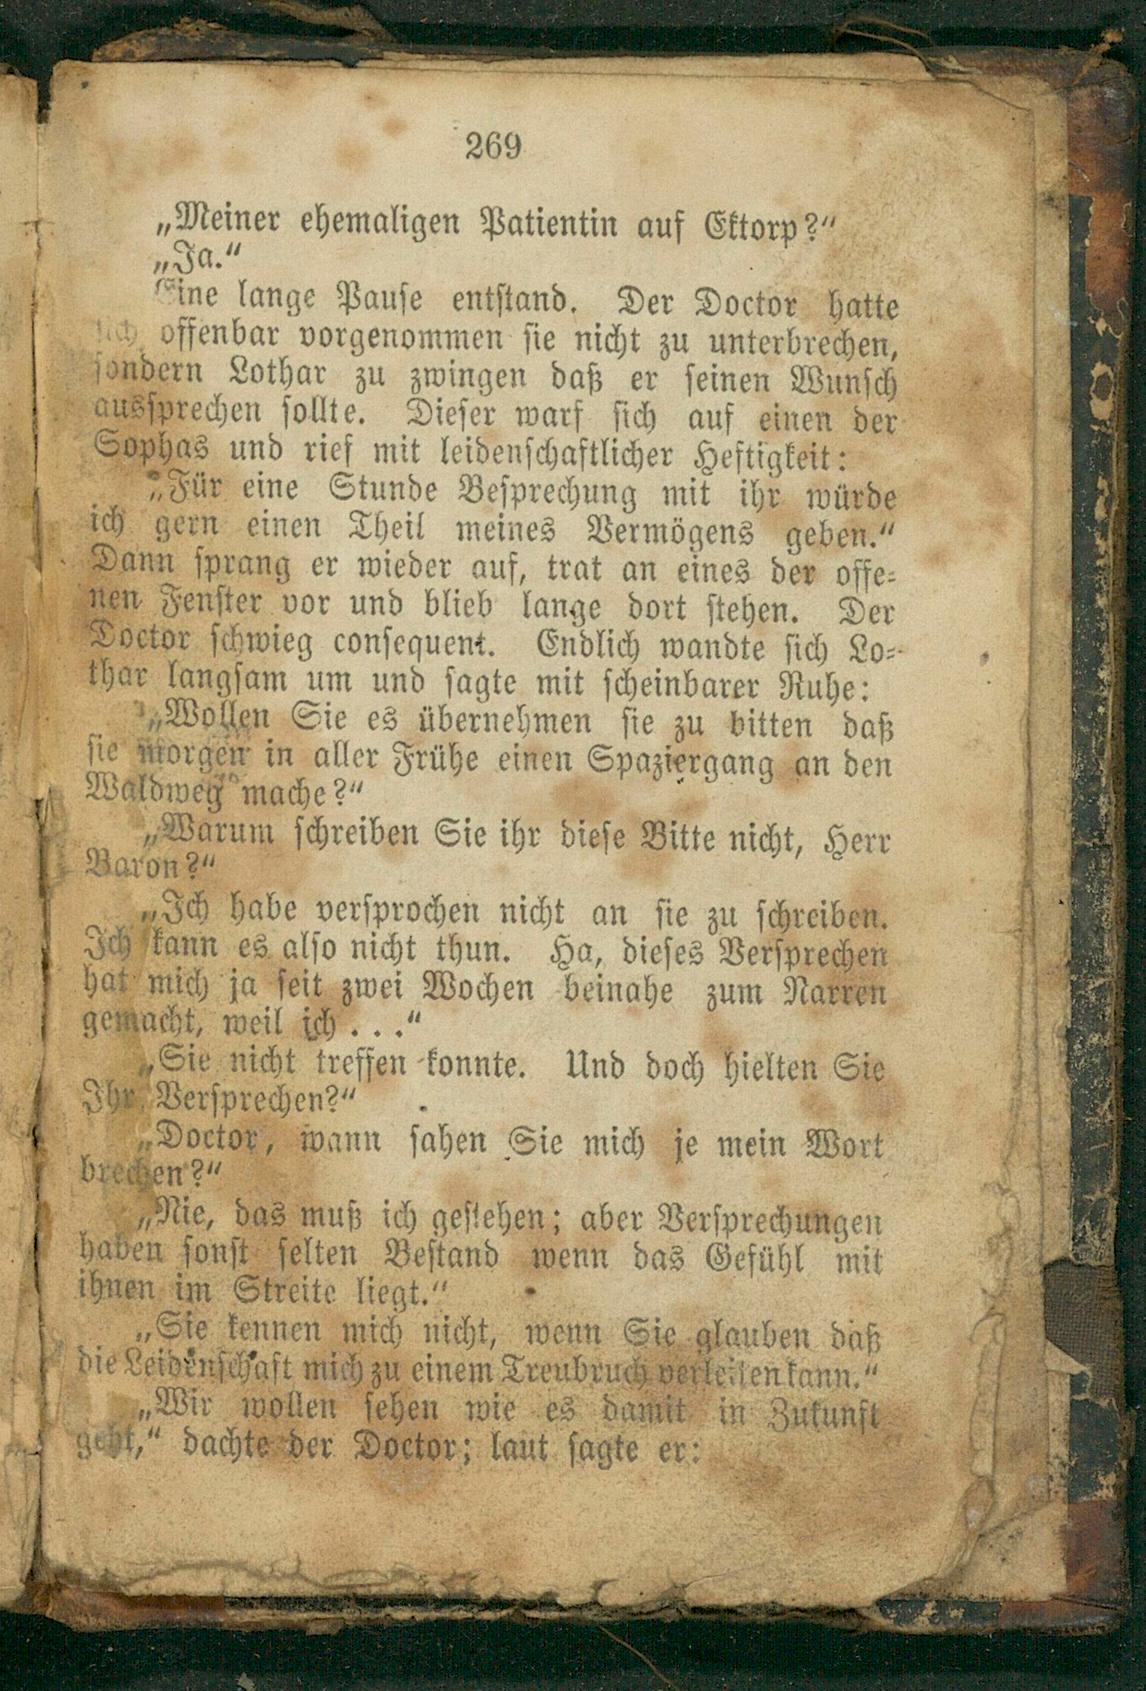 269
„Meiner ehemaligen Patientin auf Ektorp?“
„Ja.“
Eine lange Pause entstand. Der Doctor hatte
sich offenbar vorgenommen sie nicht zu unterbrechen,
sondern Lothar zu zwingen daß er seinen Wunsch
aussprechen sollte. Dieser warf sich auf einen der
Sophas und rief mit leidenschaftlicher Heftigkeit:
„Für eine Stunde Besprechung mit ihr würde
ich gern einen Theil meines Vermögens geben.“
Dann sprang er wieder auf, trat an eines der offe-
nen Fenster vor und blieb lange dort stehen. Der
Doctor schwieg consequent. Endlich wandte sich Lo-
thar langsam um und sagte mit scheinbarer Ruhe:
„Wollen Sie es übernehmen sie zu bitten daß
sie morgen in aller Frühe einen Spaziergang an den
Waldweg mache?“
„Warum schreiben Sie ihr diese Bitte nicht, Herr
Baron?“
„Ich habe versprochen nicht an sie zu schreiben.
Ich kann es also nicht thun. Ha, dieses Versprechen
hat mich ja seit zwei Wochen beinahe zum Narren
gemacht, weil ich . . .“
„Sie nicht treffen konnte. Und doch hielten Sie
Ihr Versprechen?“
„Doctor, wann sahen Sie mich je mein Wort
brechen?“
„Nie, das muß ich gestehen; aber Versprechungen
haben sonst selten Bestand wenn das Gefühl mit
ihnen im Streite liegt.“
„Sie kennen mich nicht, wenn Sie glauben daß
die Leidenschaft mich zu einem Treubruch verleiten kann.“
„Wir wollen sehen wie es damit in Zukunft
geht,“ dachte der Doctor; laut sagte er: